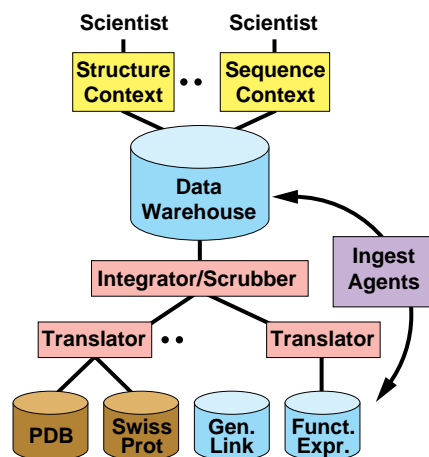 Scientist Scientist
Structure
Context
Sequence
Context
Data
Warehouse
Ingest
Agents
Integrator/Scrubber
Translator
Translator
PDB
Swiss
Prot
Gen.
Link
Funct.
Expr.